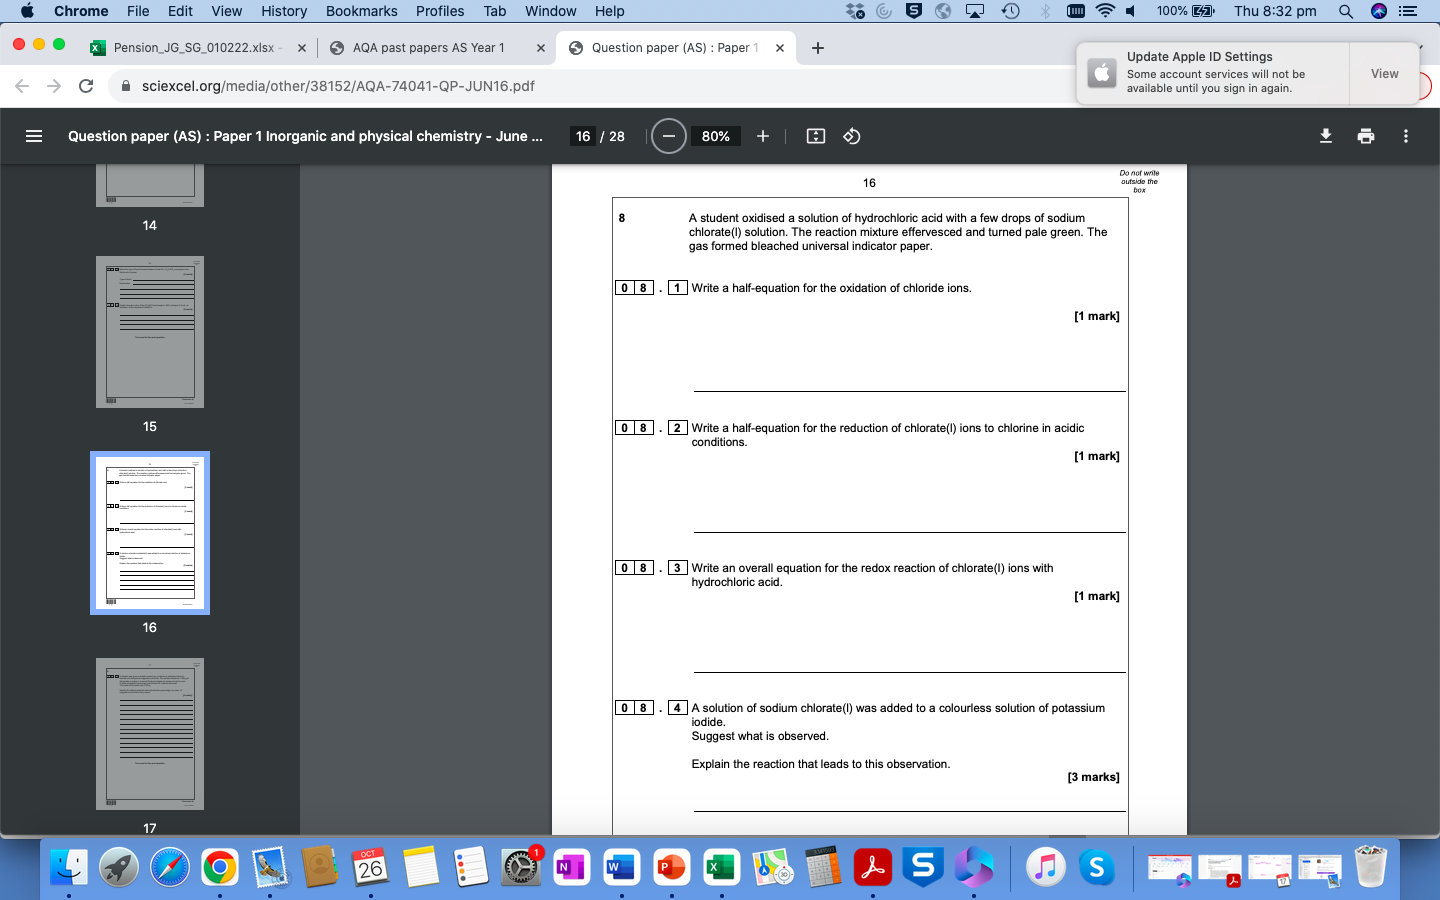 Chrome File Edit View History Bookmarks Profiles Tab Window Help 100% Thu 8:32 pm
Pension_JG_SG_010222.xlsx - AQA past papers AS Year 1 Question paper (AS) : Paper 1
Update Apple ID Settings
Some account services will not be
available until you sign in again.
View
sciexcel.org/media/other/38152/AQA-74041-QP-JUN16.pdf
Question paper (AS) : Paper 1 Inorganic and physical chemistry - June ... 16 / 28 80%
14
15
16
17
16
Do not write
outside the
box
8 A student oxidised a solution of hydrochloric acid with a few drops of sodium
chlorate(I) solution. The reaction mixture effervesced and turned pale green. The
gas formed bleached universal indicator paper.
0 8 . 1 Write a half-equation for the oxidation of chloride ions.
[1 mark]
0 8 . 2 Write a half-equation for the reduction of chlorate(I) ions to chlorine in acidic
conditions.
[1 mark]
0 8 . 3 Write an overall equation for the redox reaction of chlorate(I) ions with
hydrochloric acid.
[1 mark]
0 8 . 4 A solution of sodium chlorate(I) was added to a colourless solution of potassium
iodide.
Suggest what is observed.
Explain the reaction that leads to this observation.
[3 marks]
OCT
26
1
N W P X S S
3D
17